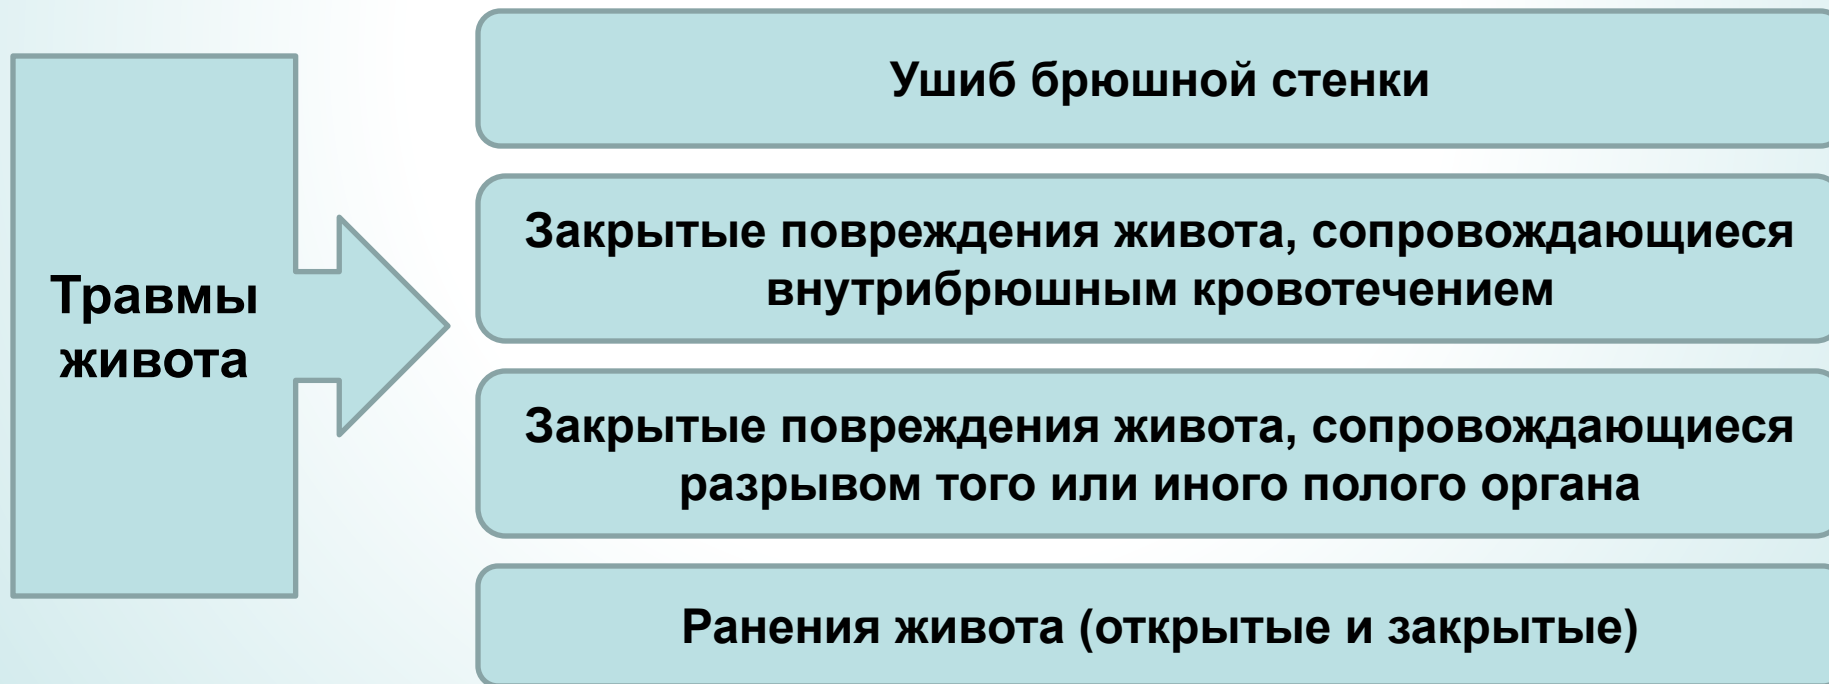 Травмы
живота
Ушиб брюшной стенки
Закрытые повреждения живота, сопровождающиеся
внутрибрюшным кровотечением
Закрытые повреждения живота, сопровождающиеся
разрывом того или иного полого органа
Ранения живота (открытые и закрытые)